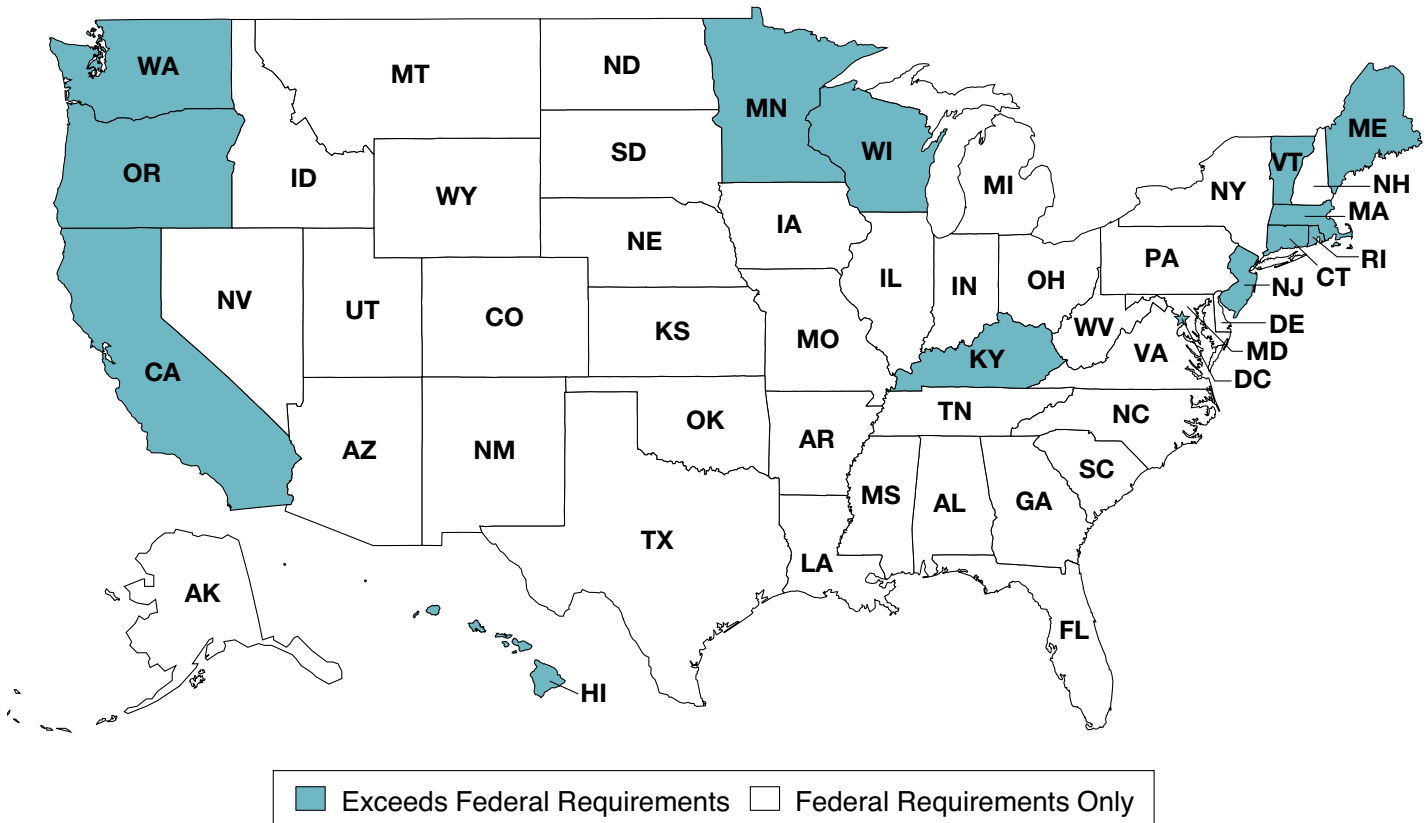 WA
MT
ND
MN
ME
OR
ID
SD
WI
VT
WY
MI
NY
NH
MA
IA
NE
RI
PA
CT
NV
UT
CO
IL
IN
OH
NJ
KS
MO
WV
DE
VA
MD
CA
KY
DC
OK
TN
NC
AZ
NM
AR
SC
MS
AL
GA
TX
LA
AK
FL
HI
Exceeds Federal Requirements
Federal Requirements Only